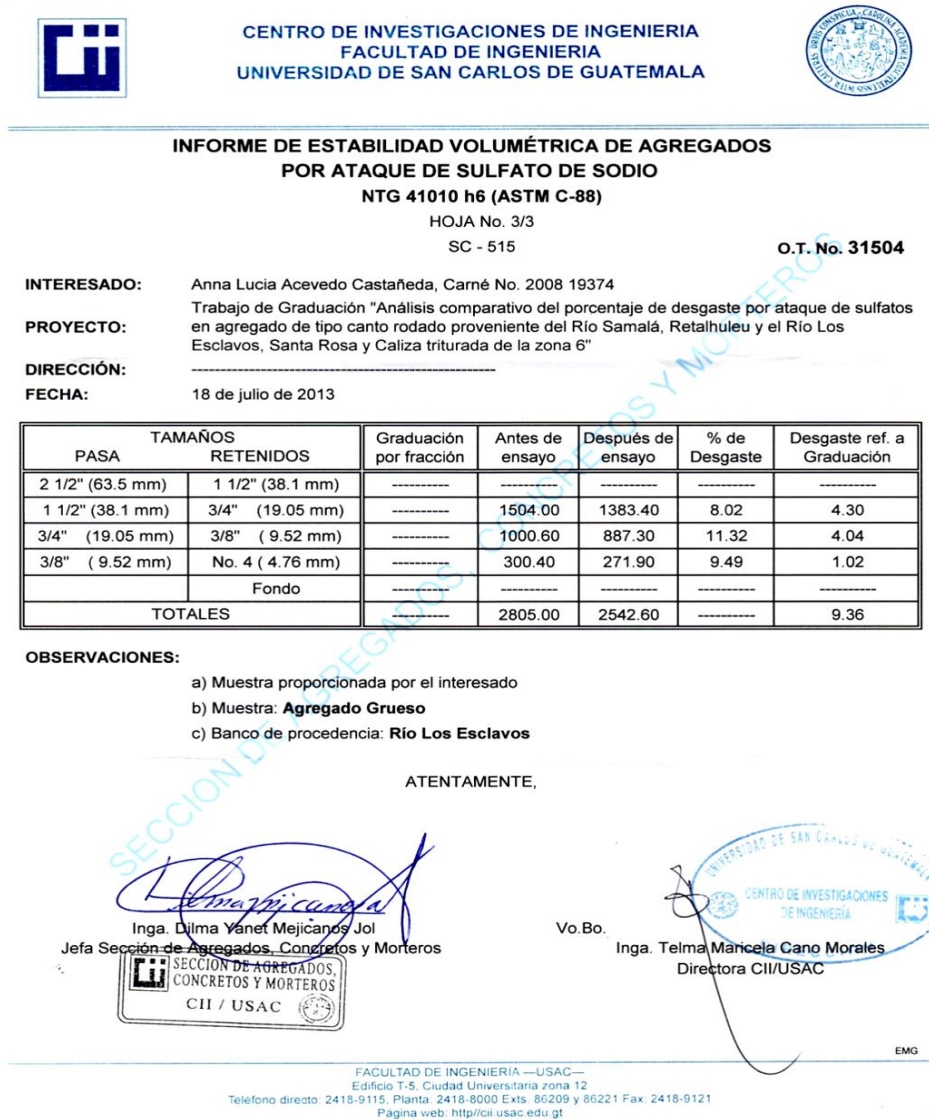 CENTRO DE INVESTIGACIONES DE INGENIERIA
FACULTAD DE INGENIERIA
UNIVERSIDAD DE SAN CARLOS DE GUATEMALA
INFORME DE ESTABILIDAD VOLUMÉTRICA DE AGREGADOS
POR ATAQUE DE SULFATO DE SODIO
NTG 41010 h6 (ASTM C-88)
HOJA No. 3/3
SC - 515
O.T. No. 31504
INTERESADO: Anna Lucia Acevedo Castañeda, Carné No. 2008 19374
PROYECTO: Trabajo de Graduación "Análisis comparativo del porcentaje de desgaste por ataque de sulfatos
en agregado de tipo canto rodado proveniente del Río Samalá, Retalhuleu y el Río Los
Esclavos, Santa Rosa y Caliza triturada de la zona 6"
DIRECCIÓN: ----------------------------------------------------
FECHA: 18 de julio de 2013
TAMAÑOS Graduación Antes de Después de % de Desgaste ref. a
PASA RETENIDOS por fracción ensayo ensayo Desgaste Graduación
2 1/2" (63.5 mm) 1 1/2" (38.1 mm) ---------- ---------- ---------- ---------- ----------
1 1/2" (38.1 mm) 3/4" (19.05 mm) ---------- 1504.00 1383.40 8.02 4.30
3/4" (19.05 mm) 3/8" ( 9.52 mm) ---------- 1000.60 887.30 11.32 4.04
3/8" ( 9.52 mm) No. 4 ( 4.76 mm) ---------- 300.40 271.90 9.49 1.02
Fondo ---------- ---------- ---------- ---------- ----------
TOTALES ---------- 2805.00 2542.60 ---------- 9.36
OBSERVACIONES:
a) Muestra proporcionada por el interesado
b) Muestra: Agregado Grueso
c) Banco de procedencia: Río Los Esclavos
SECCION DE AGREGADOS, CONCRETOS Y MORTEROS
ATENTAMENTE,
Inga. Dilma Yanet Mejicanos Jol
Jefa Sección de Agregados, Concretos y Morteros
SECCION DE AGREGADOS,
CONCRETOS Y MORTEROS
CII / USAC
Vo.Bo.
Inga. Telma Maricela Cano Morales
Directora CII/USAC
UNIVERSIDAD DE SAN CARLOS DE
CENTRO DE INVESTIGACIONES
DE INGENIERIA
EMG
FACULTAD DE INGENIERIA —USAC—
Edificio T-5, Ciudad Universitaria zona 12
Teléfono directo: 2418-9115, Planta: 2418-8000 Exts. 86209 y 86221 Fax: 2418-9121
Página web: http//cii.usac.edu.gt